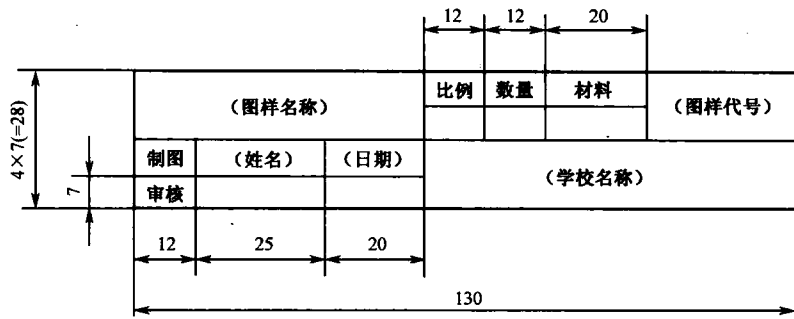 12 12 20
比例 数量 材料
(图样名称) (图样代号)
4×7(=28)
制图 (姓名) (日期)
(学校名称)
7
审核
12 25 20
130